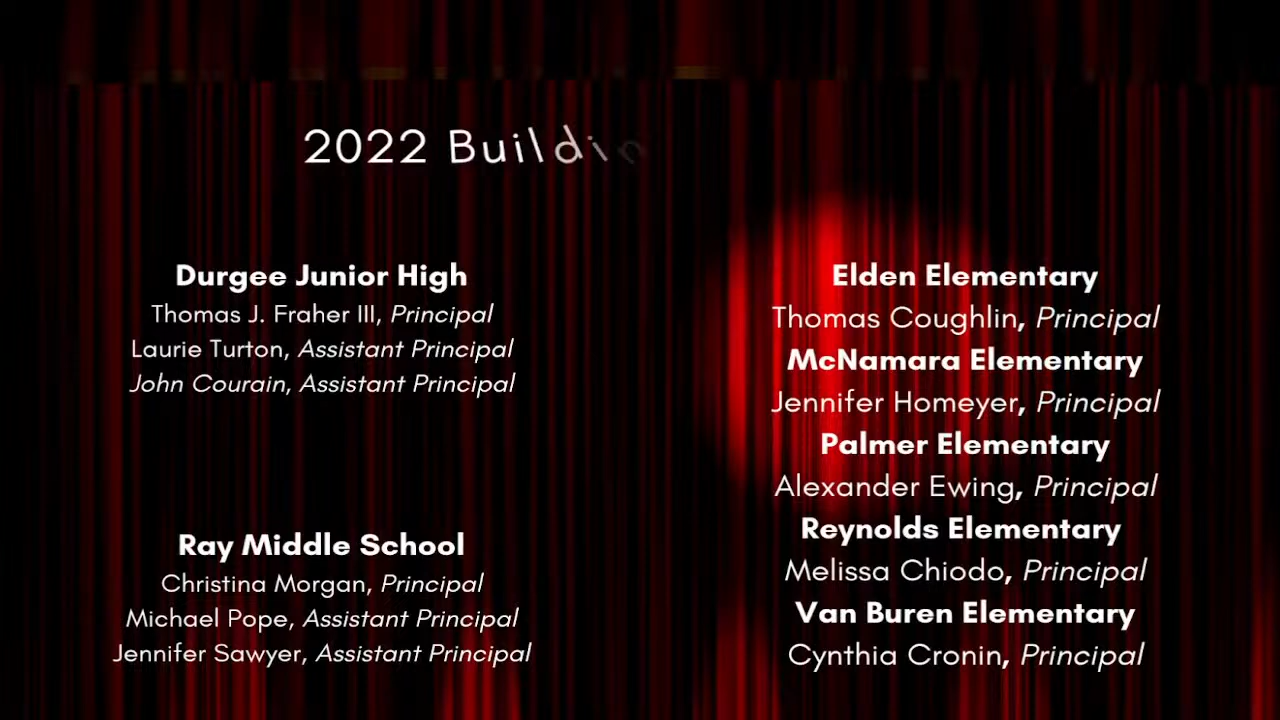 2022 Buildin
Durgee Junior High
Thomas J. Fraher III, Principal
Laurie Turton, Assistant Principal
John Courain, Assistant Principal
Ray Middle School
Christina Morgan, Principal
Michael Pope, Assistant Principal
Jennifer Sawyer, Assistant Principal
Elden Elementary
Thomas Coughlin, Principal
McNamara Elementary
Jennifer Homeyer, Principal
Palmer Elementary
Alexander Ewing, Principal
Reynolds Elementary
Melissa Chiodo, Principal
Van Buren Elementary
Cynthia Cronin, Principal